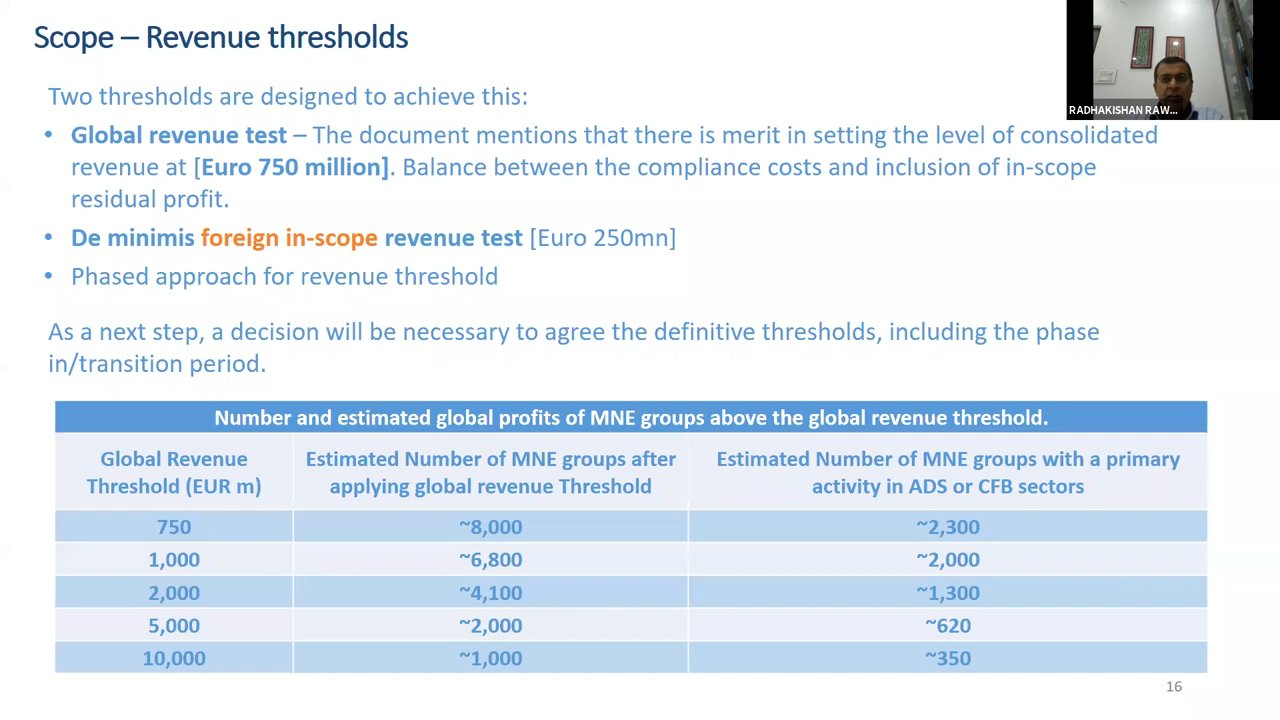 Scope – Revenue thresholds
RADHAKISHAN RAW...
Two thresholds are designed to achieve this:
• Global revenue test – The document mentions that there is merit in setting the level of consolidated
revenue at [Euro 750 million]. Balance between the compliance costs and inclusion of in-scope
residual profit.
• De minimis foreign in-scope revenue test [Euro 250mn]
• Phased approach for revenue threshold
As a next step, a decision will be necessary to agree the definitive thresholds, including the phase
in/transition period.
Number and estimated global profits of MNE groups above the global revenue threshold.
Global Revenue Threshold (EUR m) Estimated Number of MNE groups after applying global revenue Threshold Estimated Number of MNE groups with a primary activity in ADS or CFB sectors
750 ~8,000 ~2,300
1,000 ~6,800 ~2,000
2,000 ~4,100 ~1,300
5,000 ~2,000 ~620
10,000 ~1,000 ~350
16